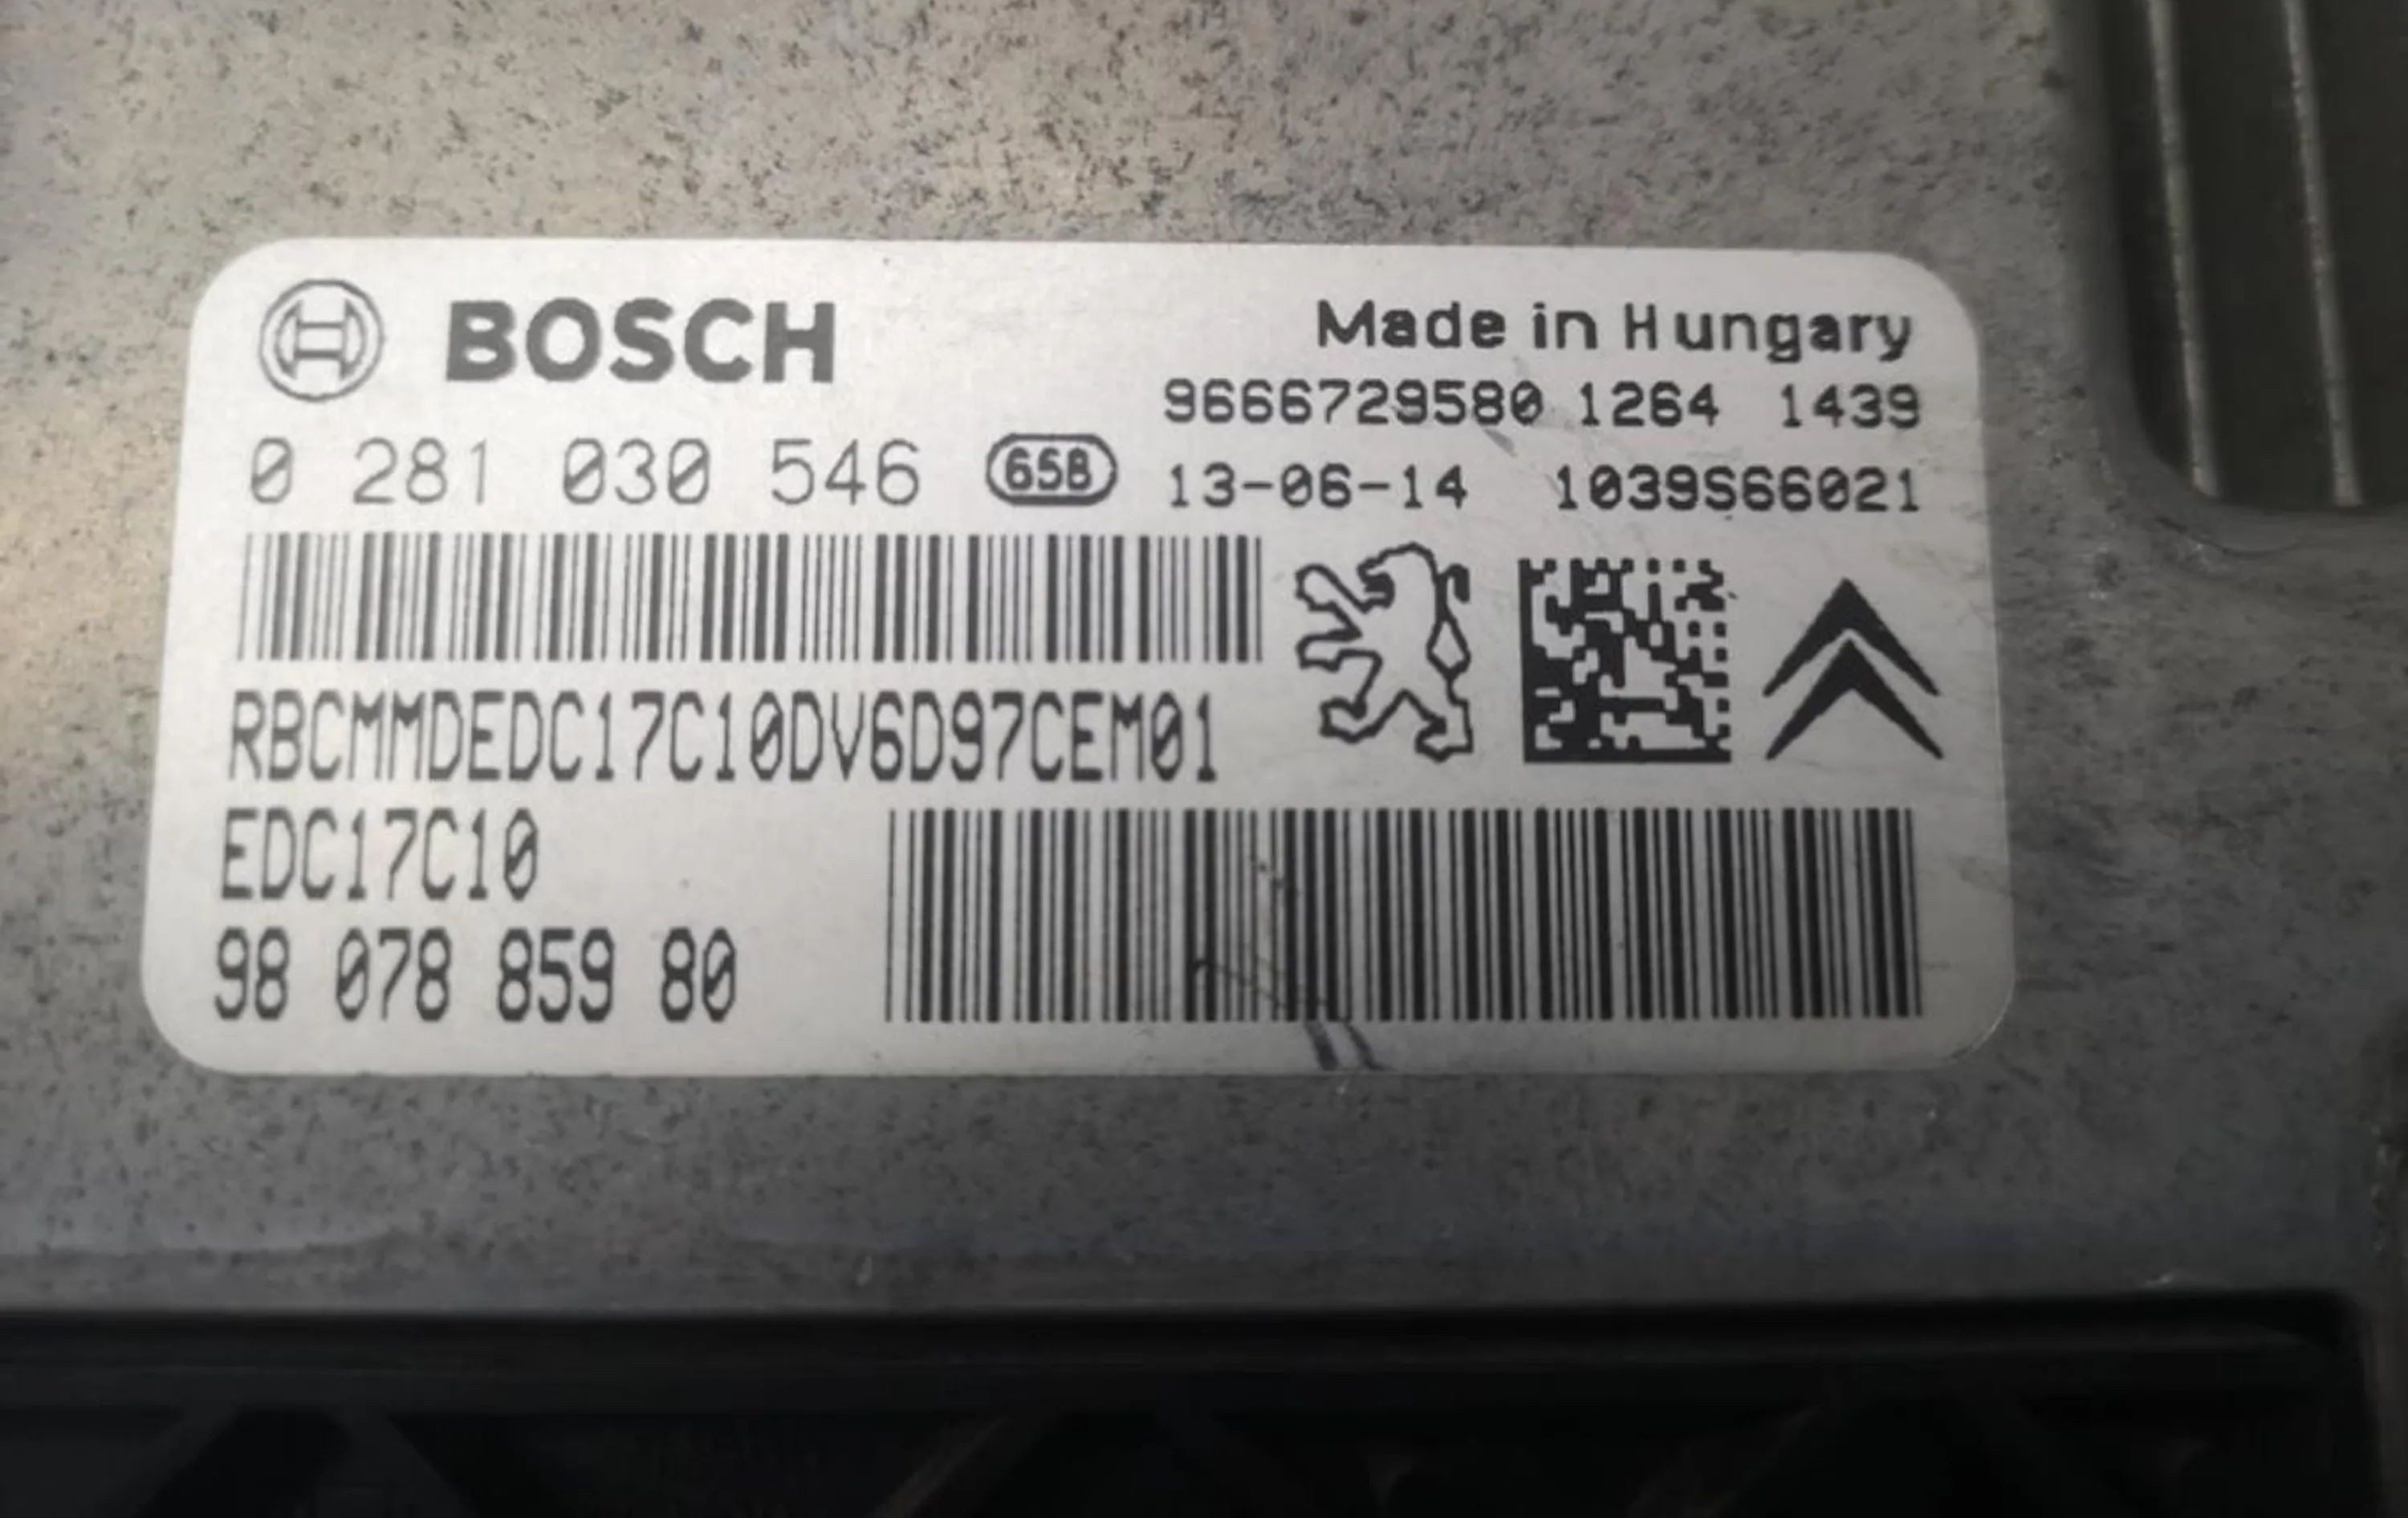 BOSCH
Made in Hungary
9666729580 1264 1439
0 281 030 546 65B 13-06-14 1039S66021
RBCMMDEDC17C10DV6D97CEM01
EDC17C10
98 078 859 80